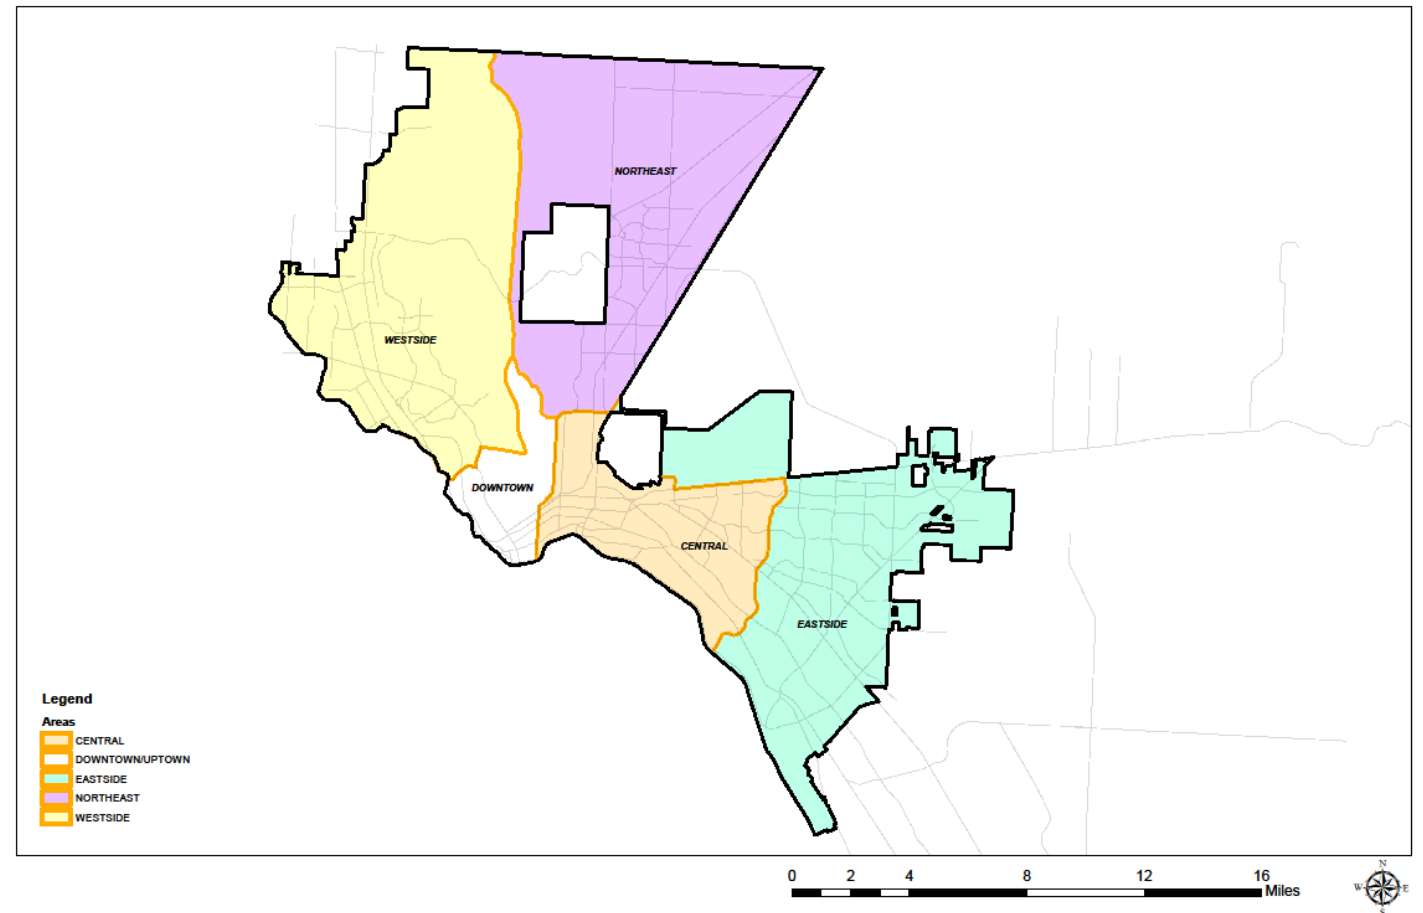 NORTHEAST
WESTSIDE
DOWNTOWN
CENTRAL
EASTSIDE
Legend
Areas
CENTRAL
DOWNTOWN/UPTOWN
EASTSIDE
NORTHEAST
WESTSIDE
0 2 4 8 12 16
Miles
N
W E
S